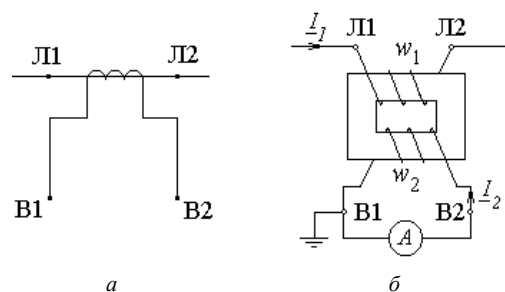 Л1 Л2
В1 В2
а
I₁ Л1 Л2
w₁
w₂
В1 В2 I₂
А
б